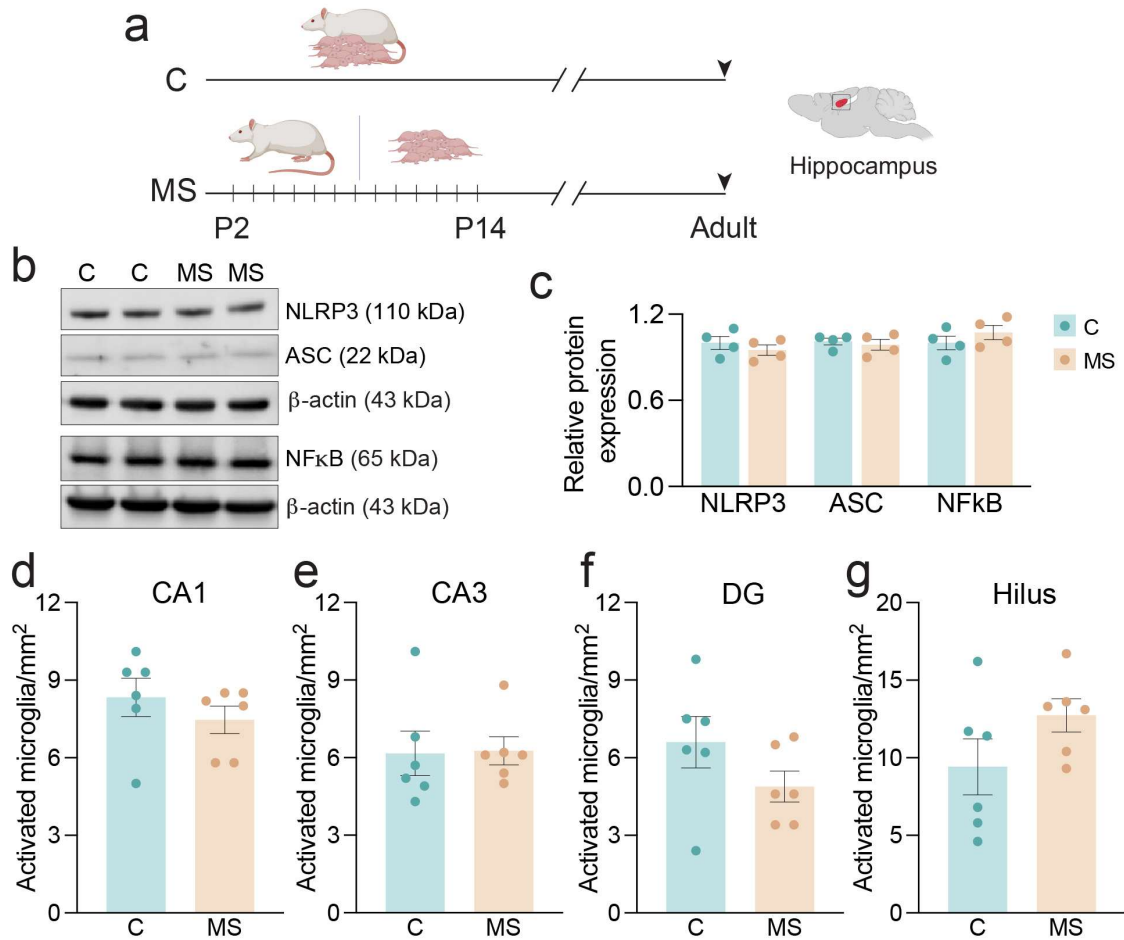 a
C
MS
P2
P14
Adult
Hippocampus
b
C C MS MS
NLRP3 (110 kDa)
ASC (22 kDa)
β-actin (43 kDa)
NFκB (65 kDa)
β-actin (43 kDa)
c
Relative protein
expression
1.2
0.6
0.0
NLRP3 ASC NFkB
C
MS
d
CA1
Activated microglia/mm²
12
9
6
3
0
C MS
e
CA3
Activated microglia/mm²
12
9
6
3
0
C MS
f
DG
Activated microglia/mm²
12
9
6
3
0
C MS
g
Hilus
Activated microglia/mm²
20
15
10
5
0
C MS